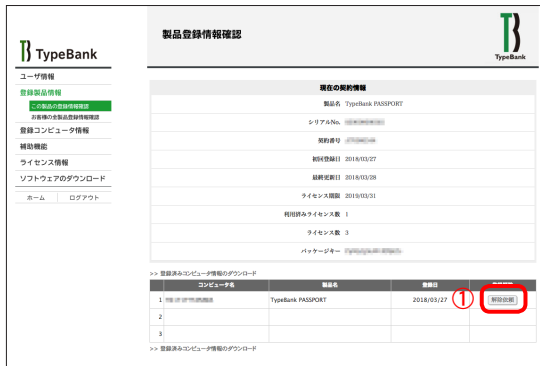 製品登録情報確認
TypeBank
TypeBank
ユーザ情報
登録製品情報
この製品の登録情報確認
お客様の全製品登録情報確認
登録コンピュータ情報
補助機能
ライセンス情報
ソフトウェアのダウンロード
ホーム ログアウト
現在の契約情報
製品名 TypeBank PASSPORT
シリアルNo.
契約番号
初回登録日 2018/03/27
最終更新日 2018/03/28
ライセンス期限 2019/03/31
利用済みライセンス数 1
ライセンス数 3
パッケージキー
>> 登録済みコンピュータ情報のダウンロード
コンピュータ名 製品名 登録日
1 TypeBank PASSPORT 2018/03/27 ① 解除依頼
2
3
>> 登録済みコンピュータ情報のダウンロード